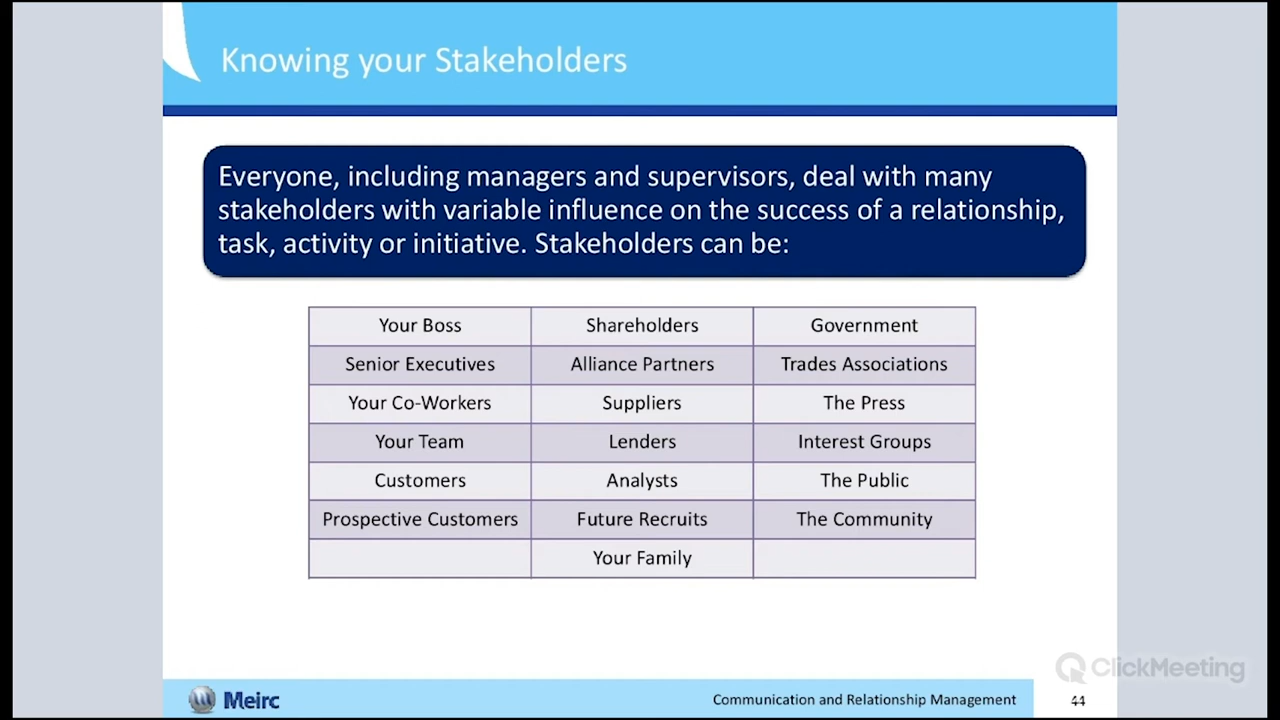 Knowing your Stakeholders
Everyone, including managers and supervisors, deal with many
stakeholders with variable influence on the success of a relationship,
task, activity or initiative. Stakeholders can be:
Your Boss Shareholders Government
Senior Executives Alliance Partners Trades Associations
Your Co-Workers Suppliers The Press
Your Team Lenders Interest Groups
Customers Analysts The Public
Prospective Customers Future Recruits The Community
Your Family
ClickMeeting
Meirc Communication and Relationship Management 44